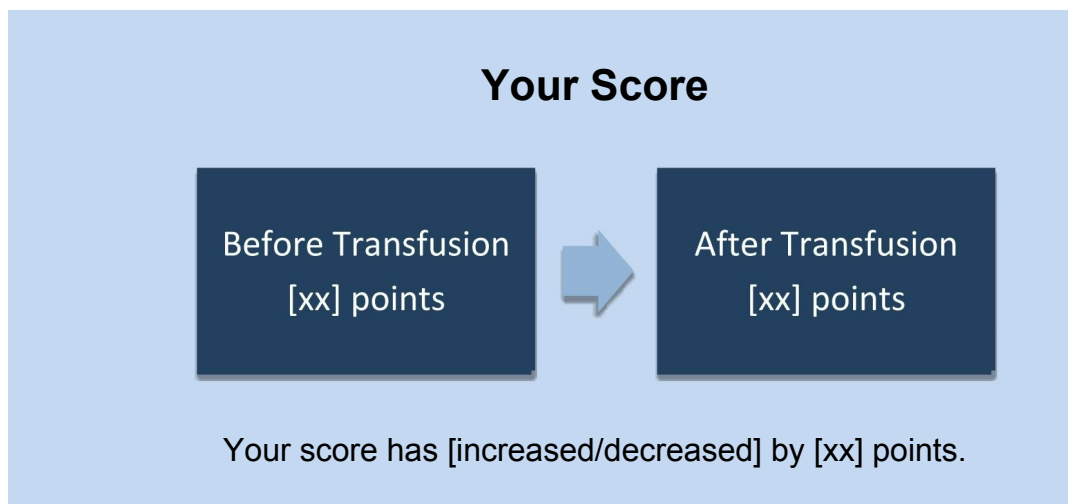 Your Score
Before Transfusion
[xx] points
After Transfusion
[xx] points
Your score has [increased/decreased] by [xx] points.